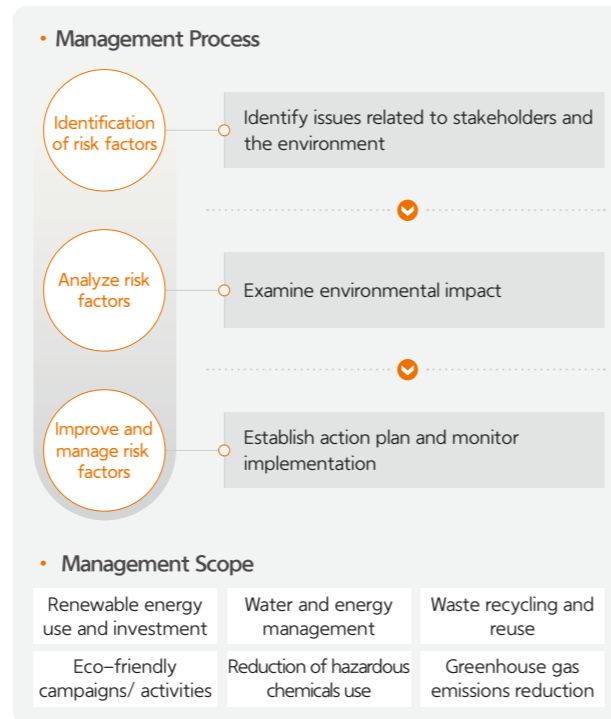 • Management Process
Identification
of risk factors
Identify issues related to stakeholders and
the environment
Analyze risk
factors
Examine environmental impact
Improve and
manage risk
factors
Establish action plan and monitor
implementation
• Management Scope
Renewable energy
use and investment
Water and energy
management
Waste recycling and
reuse
Eco–friendly
campaigns/ activities
Reduction of hazardous
chemicals use
Greenhouse gas
emissions reduction